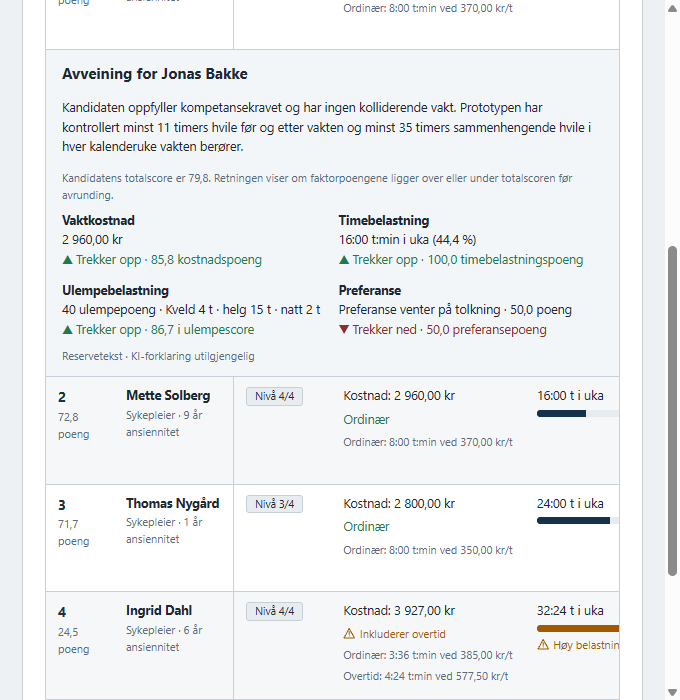 poeng
ansiennitet
Ordinær: 8:00 t:min ved 370,00 kr/t
Avveining for Jonas Bakke
Kandidaten oppfyller kompetansekravet og har ingen kolliderende vakt. Prototypen har
kontrollert minst 11 timers hvile før og etter vakten og minst 35 timers sammenhengende hvile i
hver kalenderuke vakten berører.
Kandidatens totalscore er 79,8. Retningen viser om faktorpoengene ligger over eller under totalscoren før
avrunding.
Vaktkostnad
2 960,00 kr
▲ Trekker opp · 85,8 kostnadspoeng
Timebelastning
16:00 t:min i uka (44,4 %)
▲ Trekker opp · 100,0 timebelastningspoeng
Ulempebelastning
40 ulempepoeng · Kveld 4 t · helg 15 t · natt 2 t
▲ Trekker opp · 86,7 i ulempescore
Preferanse
Preferanse venter på tolkning · 50,0 poeng
▼ Trekker ned · 50,0 preferansepoeng
Reservetekst · KI-forklaring utilgjengelig
2
72,8
poeng
Mette Solberg
Sykepleier · 9 år
ansiennitet
Nivå 4/4
Kostnad: 2 960,00 kr
Ordinær
Ordinær: 8:00 t:min ved 370,00 kr/t
16:00 t i uka
3
71,7
poeng
Thomas Nygård
Sykepleier · 1 år
ansiennitet
Nivå 3/4
Kostnad: 2 800,00 kr
Ordinær
Ordinær: 8:00 t:min ved 350,00 kr/t
24:00 t i uka
4
24,5
poeng
Ingrid Dahl
Sykepleier · 6 år
ansiennitet
Nivå 4/4
Kostnad: 3 927,00 kr
⚠ Inkluderer overtid
Ordinær: 3:36 t:min ved 385,00 kr/t
Overtid: 4:24 t:min ved 577,50 kr/t
32:24 t i uka
⚠ Høy belastnin